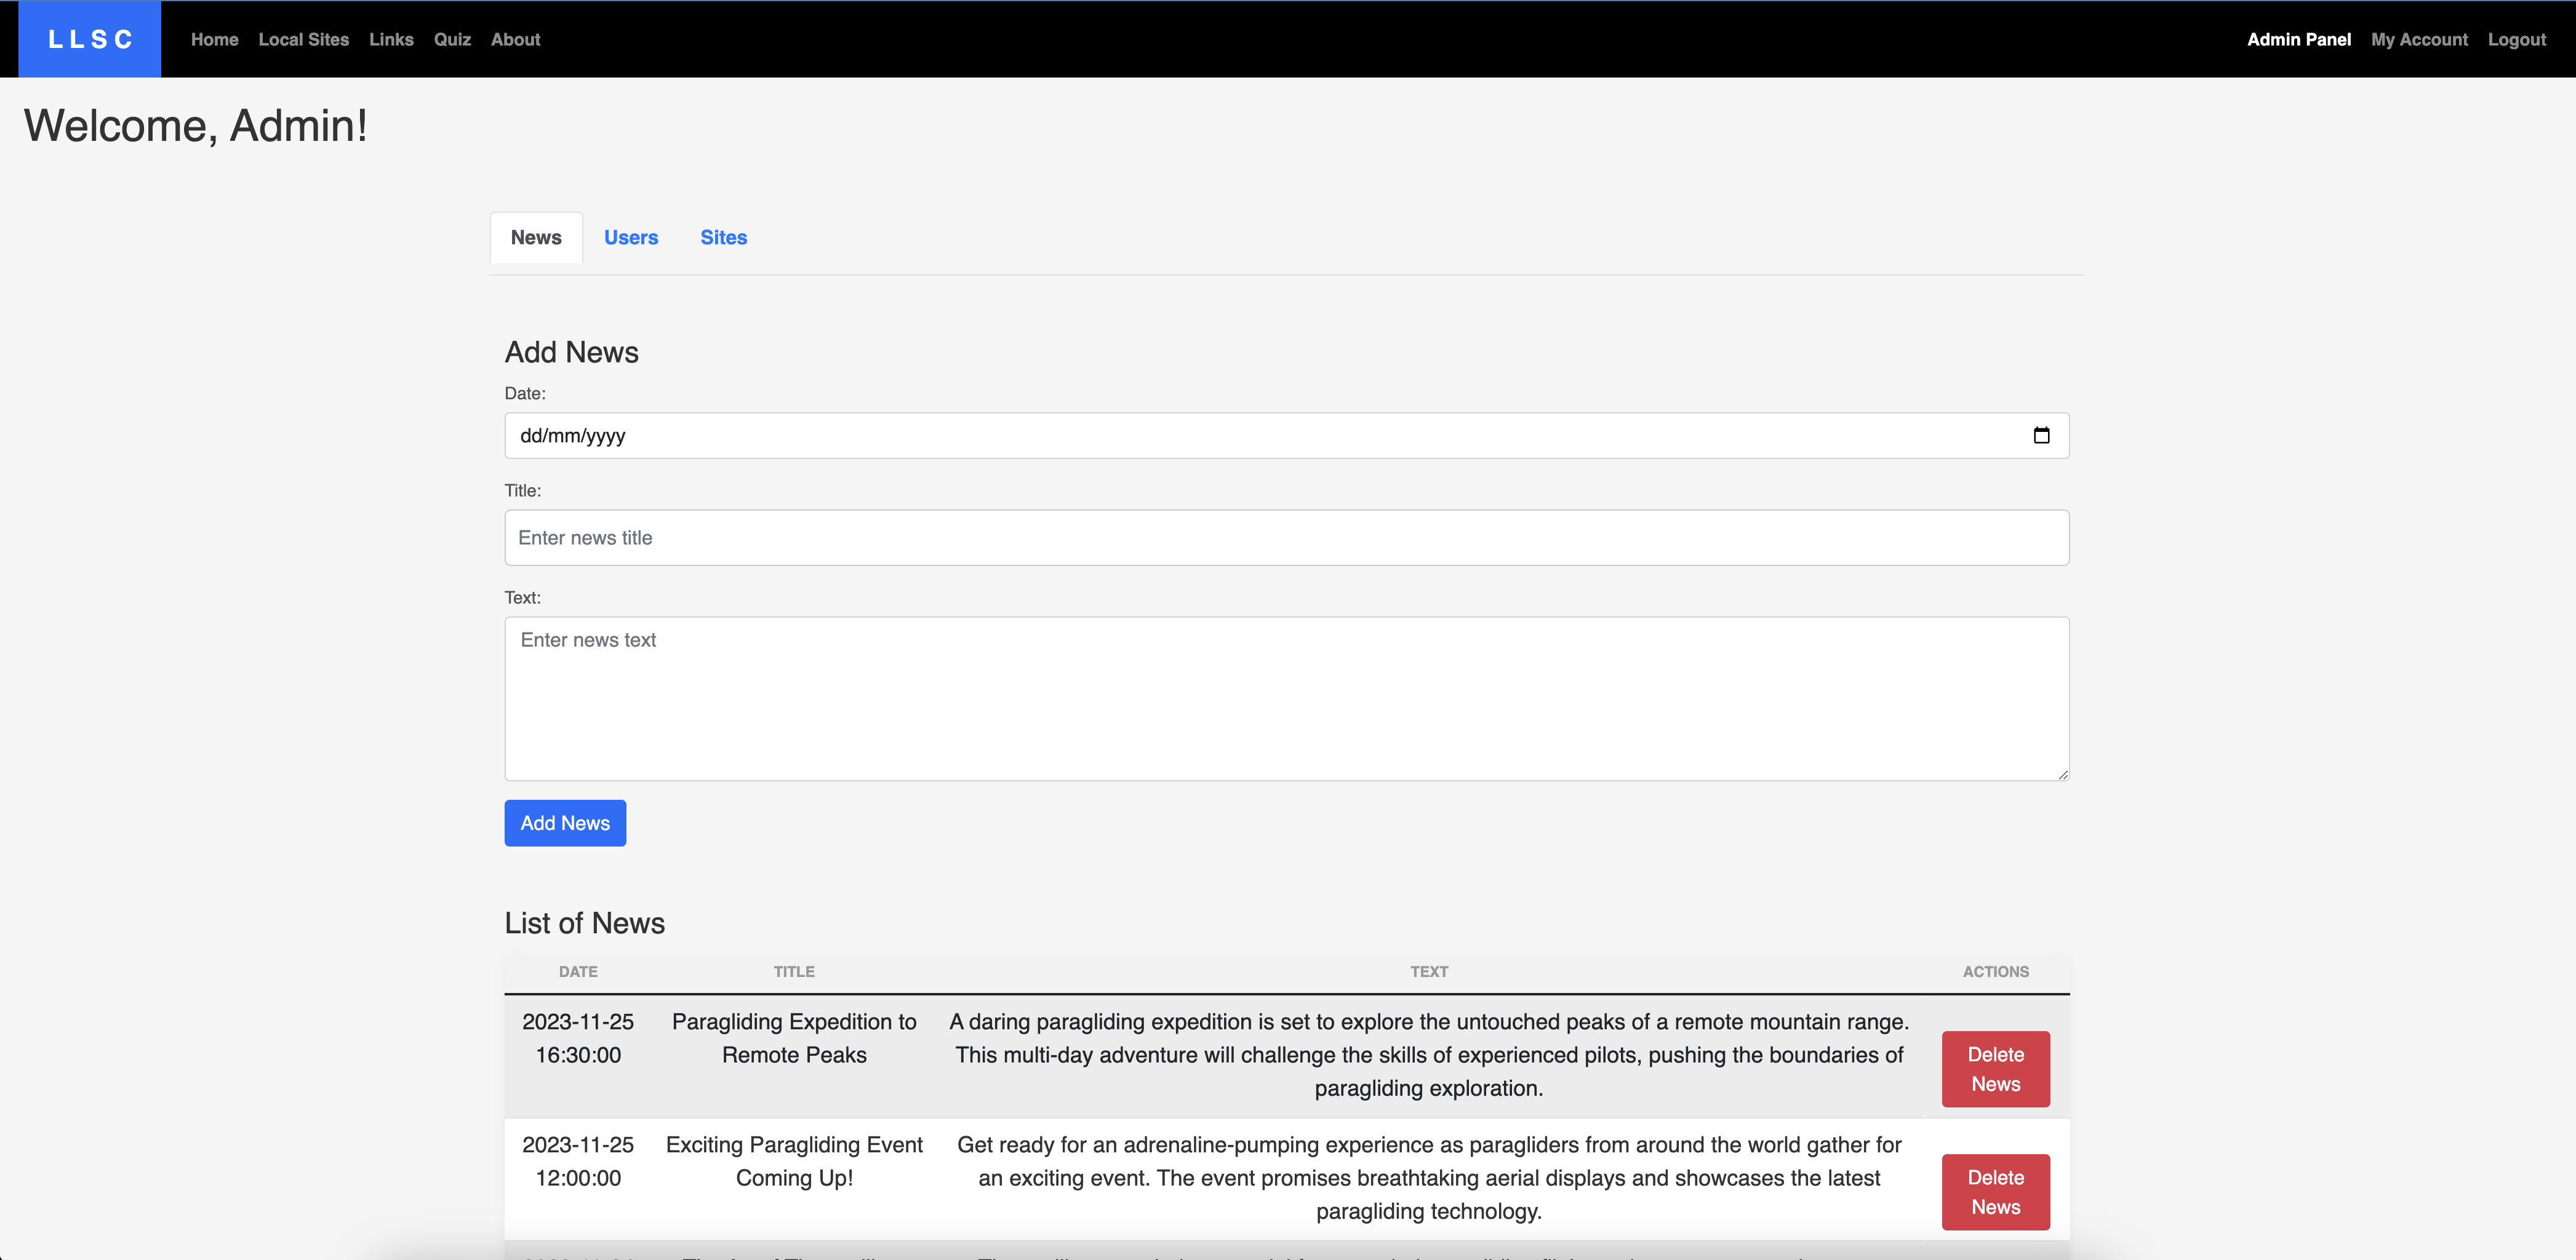 LLSC Home Local Sites Links Quiz About Admin Panel My Account Logout
Welcome, Admin!
News Users Sites
Add News
Date:
dd/mm/yyyy
Title:
Enter news title
Text:
Enter news text
Add News
List of News
DATE TITLE TEXT ACTIONS
2023-11-25
16:30:00
Paragliding Expedition to
Remote Peaks
A daring paragliding expedition is set to explore the untouched peaks of a remote mountain range.
This multi-day adventure will challenge the skills of experienced pilots, pushing the boundaries of
paragliding exploration.
Delete
News
2023-11-25
12:00:00
Exciting Paragliding Event
Coming Up!
Get ready for an adrenaline-pumping experience as paragliders from around the world gather for
an exciting event. The event promises breathtaking aerial displays and showcases the latest
paragliding technology.
Delete
News